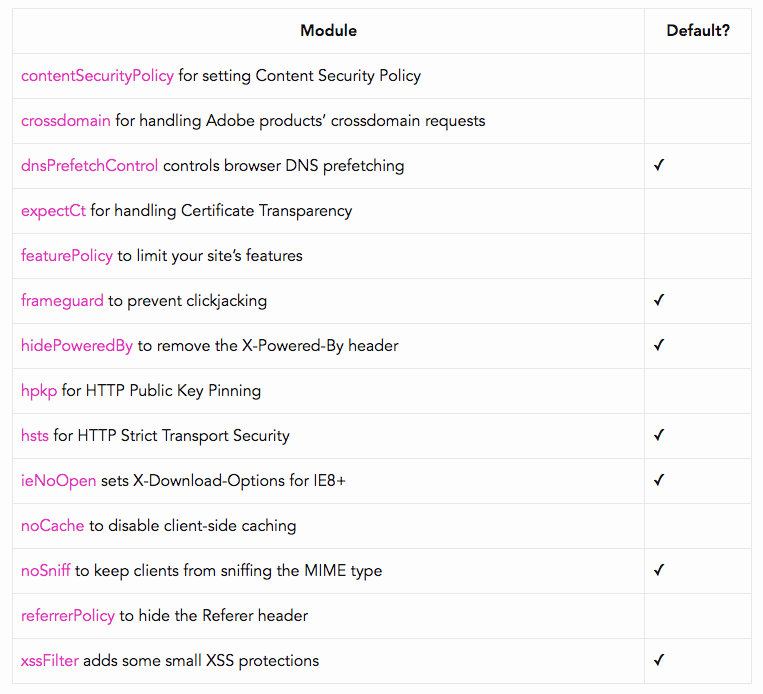 Module Default?
contentSecurityPolicy for setting Content Security Policy
crossdomain for handling Adobe products’ crossdomain requests
dnsPrefetchControl controls browser DNS prefetching ✓
expectCt for handling Certificate Transparency
featurePolicy to limit your site’s features
frameguard to prevent clickjacking ✓
hidePoweredBy to remove the X-Powered-By header ✓
hpkp for HTTP Public Key Pinning
hsts for HTTP Strict Transport Security ✓
ieNoOpen sets X-Download-Options for IE8+ ✓
noCache to disable client-side caching
noSniff to keep clients from sniffing the MIME type ✓
referrerPolicy to hide the Referer header
xssFilter adds some small XSS protections ✓